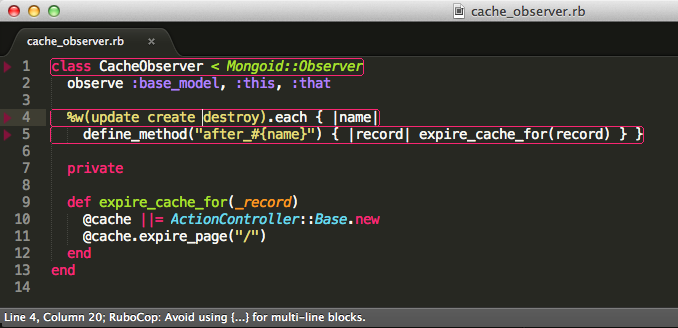 cache_observer.rb
cache_observer.rb ×
1 class CacheObserver < Mongoid::Observer
2 observe :base_model, :this, :that
3
4 %w(update create destroy).each { |name|
5 define_method("after_#{name}") { |record| expire_cache_for(record) } }
6
7 private
8
9 def expire_cache_for(_record)
10 @cache ||= ActionController::Base.new
11 @cache.expire_page("/")
12 end
13 end
14
Line 4, Column 20; RuboCop: Avoid using {...} for multi-line blocks.